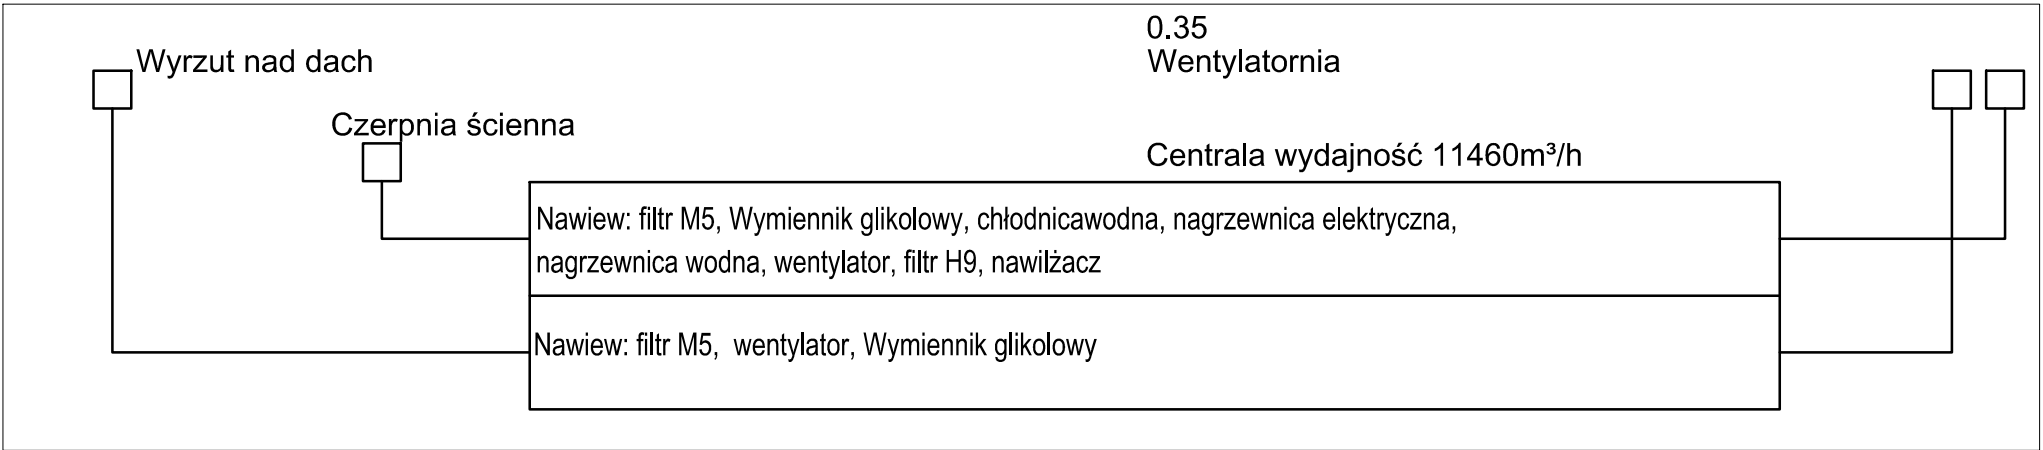 0.35
Wyrzut nad dach
Wentylatornia
Czerpnia ścienna
Centrala wydajność 11460m³/h
Nawiew: filtr M5, Wymiennik glikolowy, chłodnicawodna, nagrzewnica elektryczna,
nagrzewnica wodna, wentylator, filtr H9, nawilżacz
Nawiew: filtr M5,  wentylator, Wymiennik glikolowy